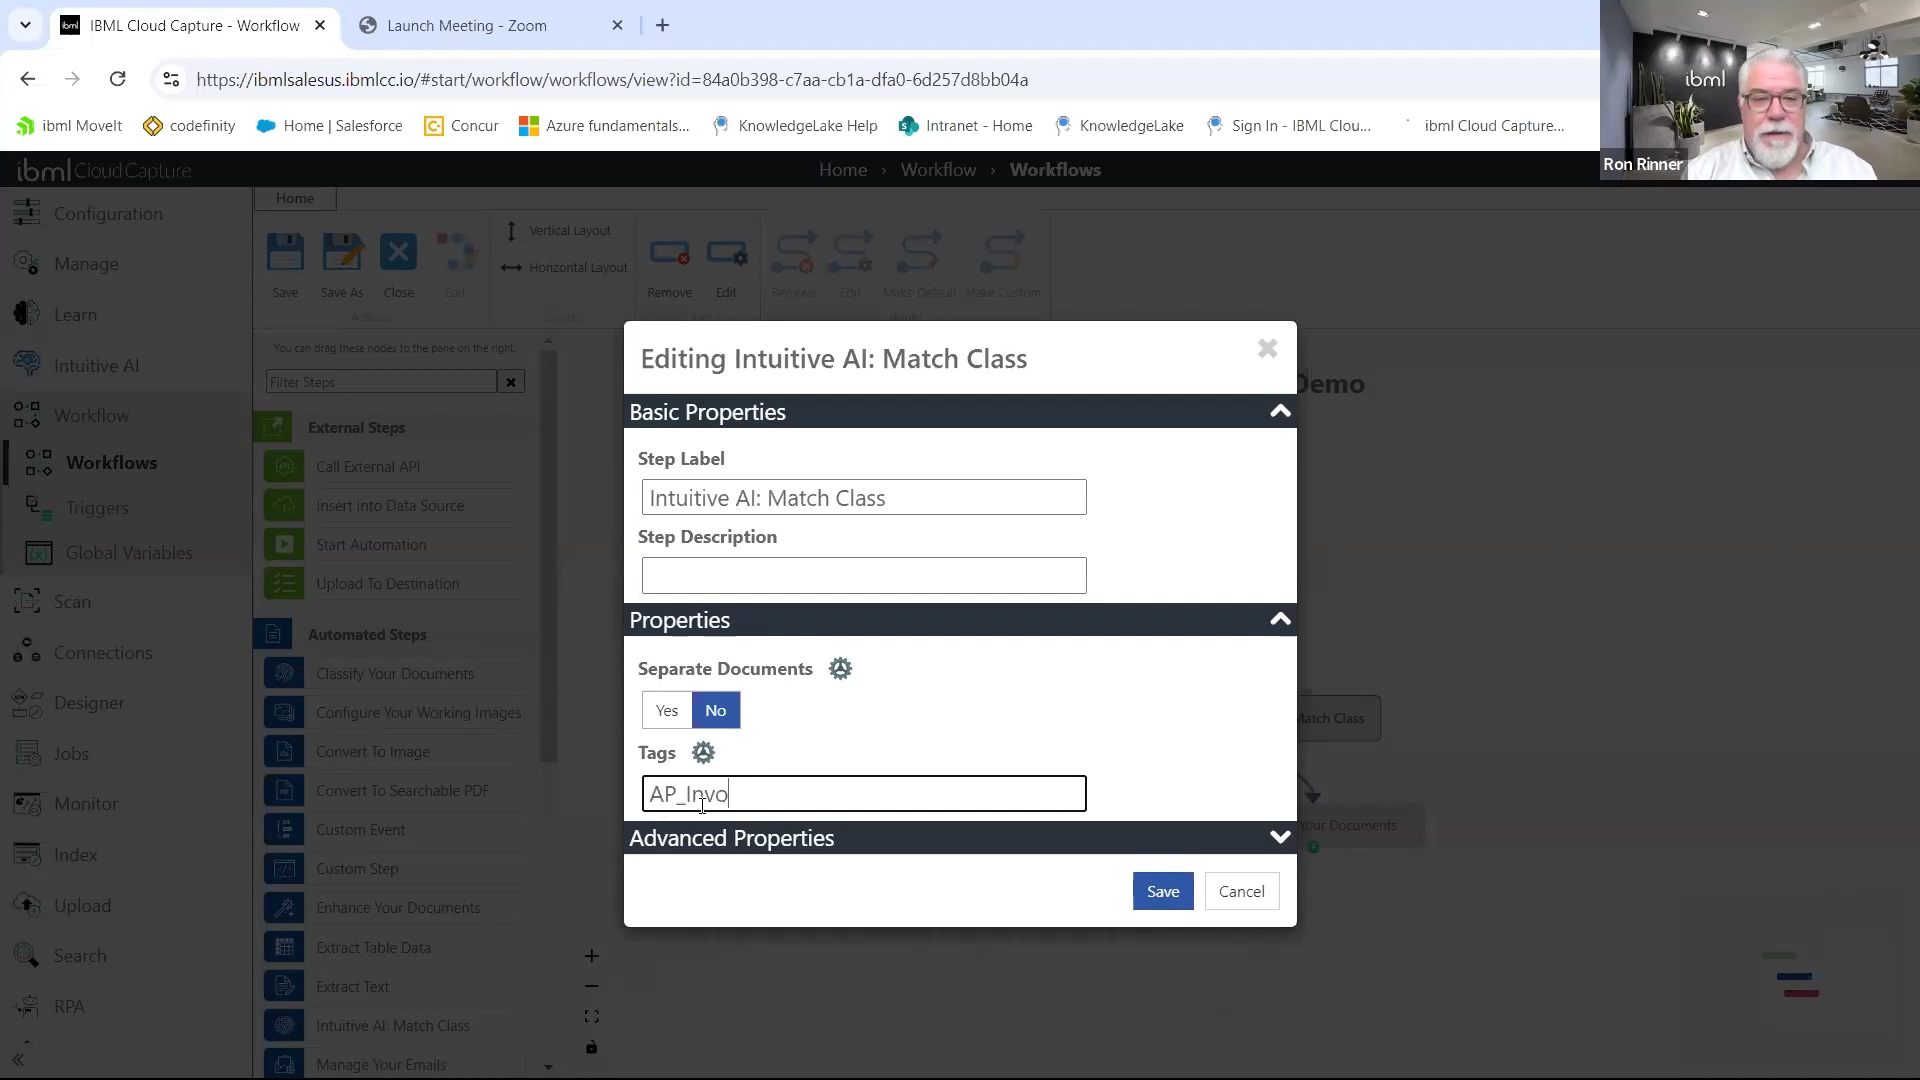 IBML Cloud Capture - Workflow
Launch Meeting - Zoom
https://ibmlsalesus.ibmlcc.io/#start/workflow/workflows/view?id=84a0b398-c7aa-cb1a-dfa0-6d257d8bb04a
ibml MoveIt
codefinity
Home | Salesforce
Concur
Azure fundamentals...
KnowledgeLake Help
Intranet - Home
KnowledgeLake
Sign In - IBML Clou...
ibml Cloud Capture...
ibml
Ron Rinner
ibml Cloud Capture
Home › Workflow › Workflows
Configuration
Manage
Learn
Intuitive AI
Workflow
Workflows
Triggers
Global Variables
Scan
Connections
Designer
Jobs
Monitor
Index
Upload
Search
RPA
Home
Save
Save As
Close
Exit
Actions
Vertical Layout
Horizontal Layout
Display
Remove
Edit
Remove
Edit
Make Default
Make Custom
You can drag these nodes to the pane on the right.
Filter Steps
External Steps
Call External API
Insert Into Data Source
Start Automation
Upload To Destination
Automated Steps
Classify Your Documents
Configure Your Working Images
Convert To Image
Convert To Searchable PDF
Custom Event
Custom Step
Enhance Your Documents
Extract Table Data
Extract Text
Intuitive AI: Match Class
Manage Your Emails
Editing Intuitive AI: Match Class
Basic Properties
Step Label
Intuitive AI: Match Class
Step Description
Properties
Separate Documents
Yes
No
Tags
AP_Invo
Advanced Properties
Save
Cancel
Demo
Match Class
Your Documents